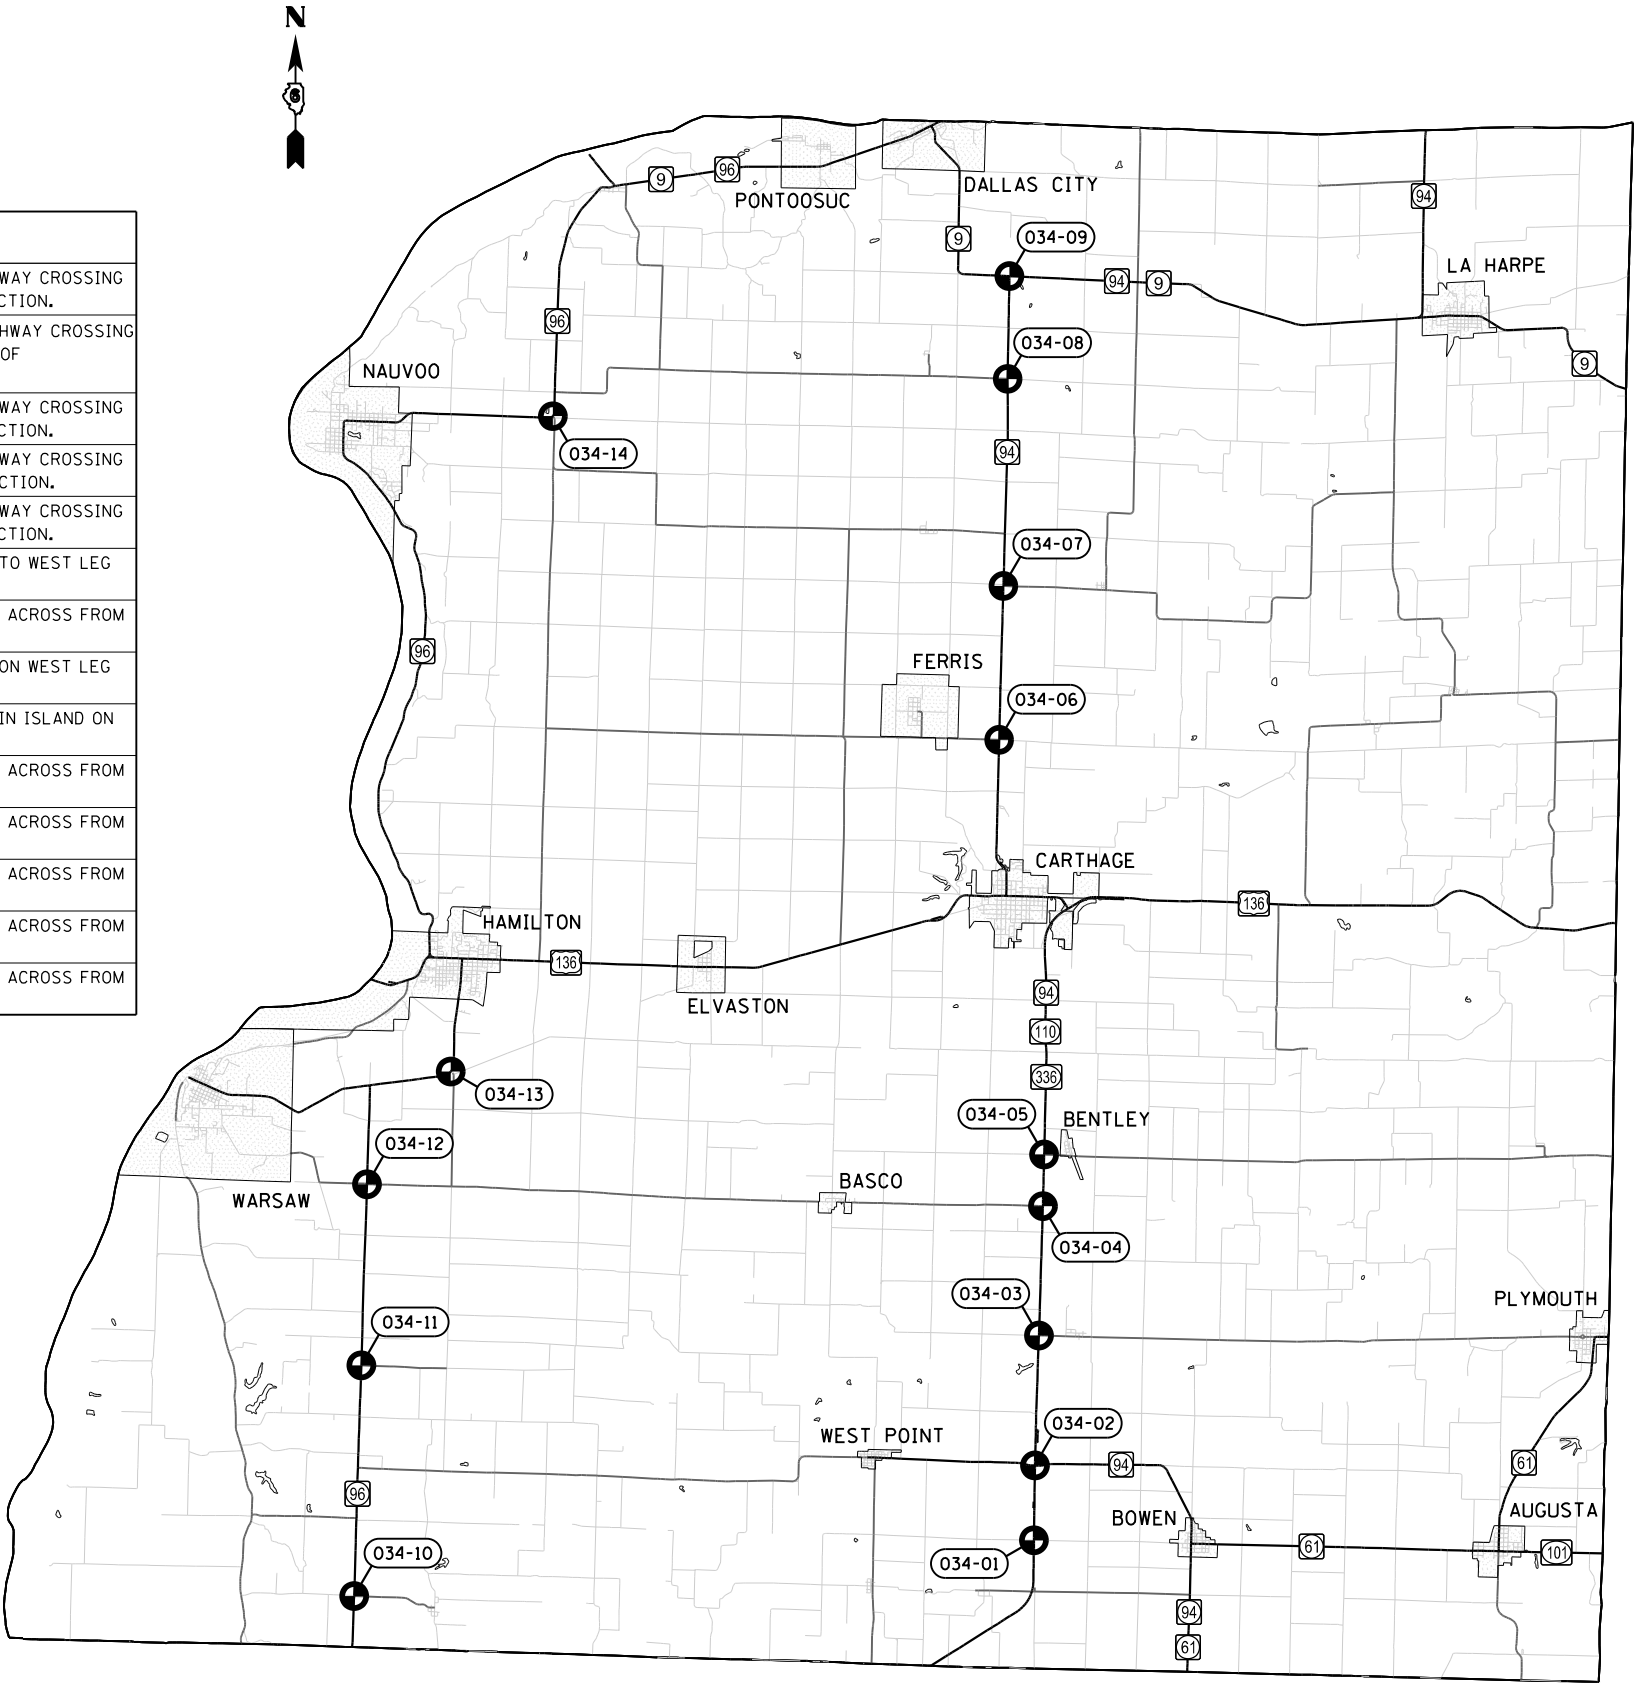 N
6
WAY CROSSING
CTION.
HWAY CROSSING
OF
WAY CROSSING
CTION.
WAY CROSSING
CTION.
WAY CROSSING
CTION.
TO WEST LEG
ACROSS FROM
ON WEST LEG
IN ISLAND ON
ACROSS FROM
ACROSS FROM
ACROSS FROM
ACROSS FROM
ACROSS FROM
9
96
PONTOOSUC
DALLAS CITY
94
9
034-09
LA HARPE
94
9
96
034-08
9
NAUVOO
034-14
94
034-07
96
FERRIS
034-06
CARTHAGE
136
HAMILTON
136
ELVASTON
94
110
336
034-13
034-05
BENTLEY
034-12
BASCO
WARSAW
034-04
034-03
PLYMOUTH
034-11
034-02
WEST POINT
94
61
96
BOWEN
AUGUSTA
034-10
034-01
61
101
94
61